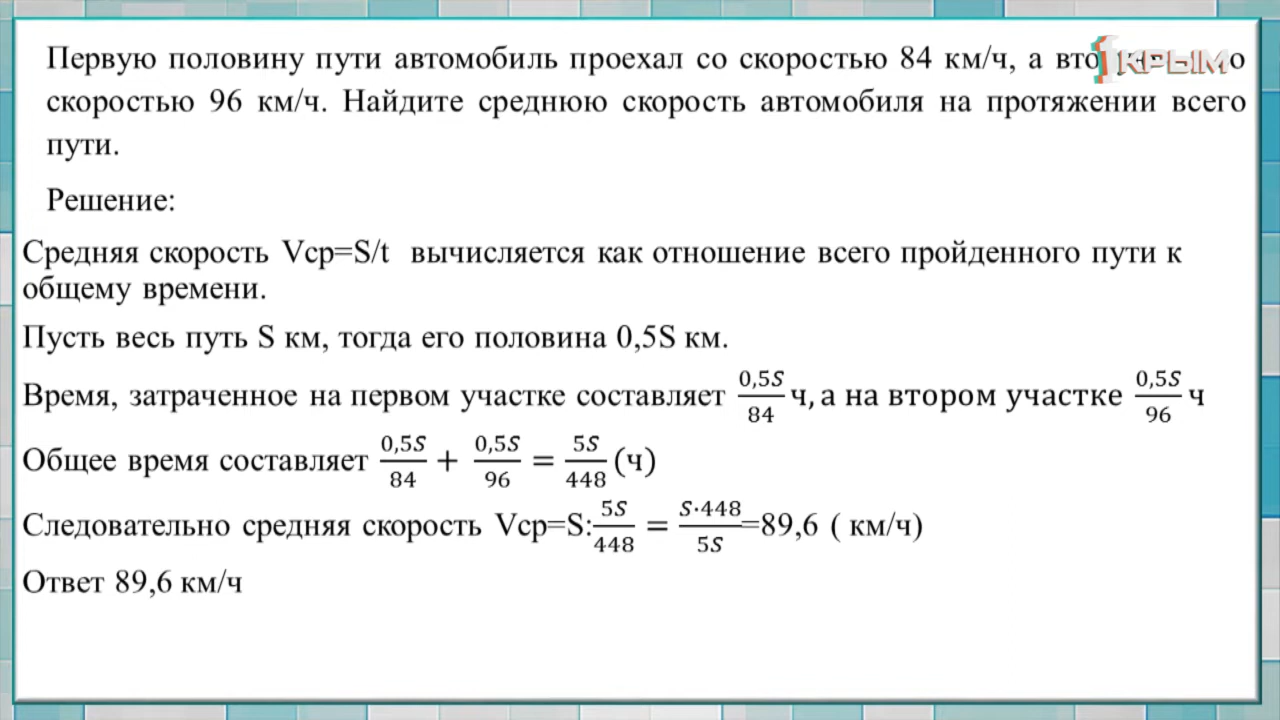 Первую половину пути автомобиль проехал со скоростью 84 км/ч, а
скоростью 96 км/ч. Найдите среднюю скорость автомобиля на протяжении всего
пути.
1 КРЫМ
Решение:
Средняя скорость Vср=S/t вычисляется как отношение всего пройденного пути к
общему времени.
Пусть весь путь S км, тогда его половина 0,5S км.
Время, затраченное на первом участке составляет 0,5S/84 ч, а на втором участке 0,5S/96 ч
Общее время составляет 0,5S/84 + 0,5S/96 = 5S/448 (ч)
Следовательно средняя скорость Vср=S:5S/448 = S·448/5S=89,6 ( км/ч)
Ответ 89,6 км/ч